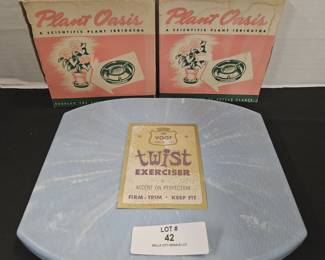 Plant Oasis
A SCIENTIFIC PLANT IRRIGATOR
Plant Oasis
A SCIENTIFIC PLANT IRRIGATOR
VOGT
twist
EXERCISER
ACCENT ON PERFECTION
FIRM • TRIM • KEEP FIT
LOT #
42